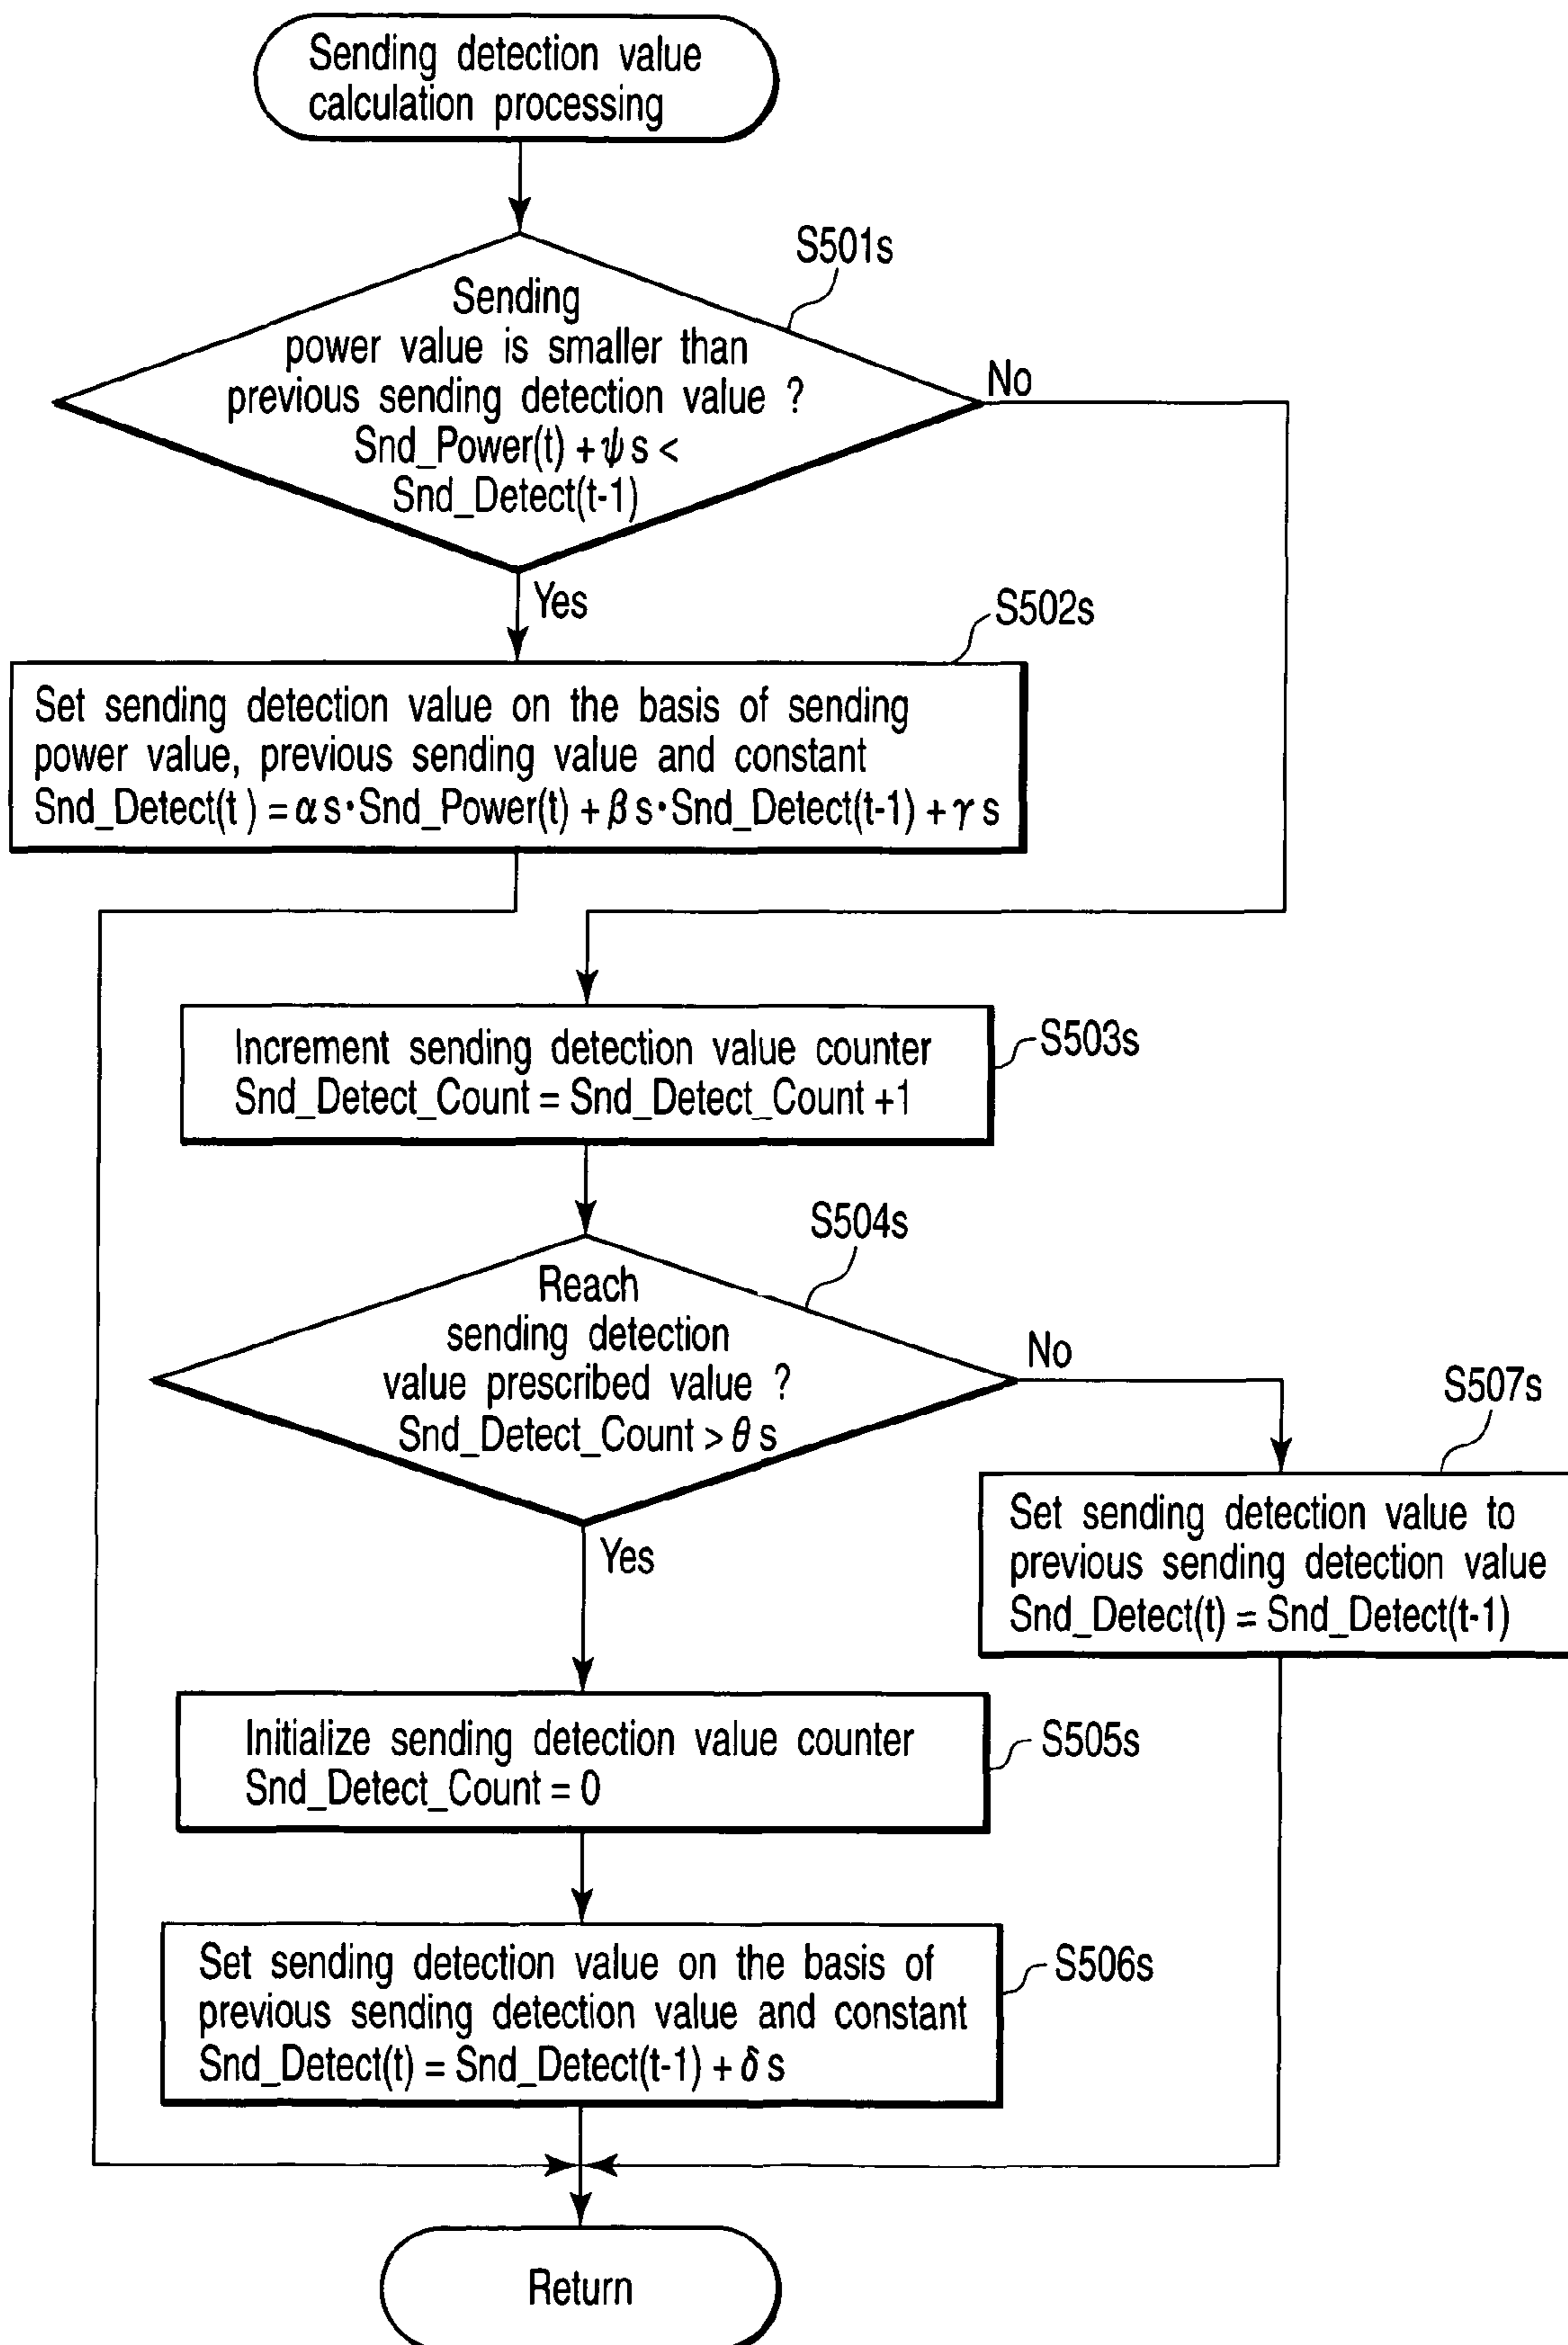 Sending detection value
calculation processing
S501s
Sending
power value is smaller than
previous sending detection value ?
Snd_Power(t) + ψ s <
Snd_Detect(t-1)
No
Yes
S502s
Set sending detection value on the basis of sending
power value, previous sending value and constant
Snd_Detect(t ) = α s・Snd_Power(t) + β s・Snd_Detect(t-1) + γ s
Increment sending detection value counter
Snd_Detect_Count = Snd_Detect_Count +1
S503s
S504s
Reach
sending detection
value prescribed value ?
Snd_Detect_Count > θ s
No
Yes
S507s
Set sending detection value to
previous sending detection value
Snd_Detect(t) = Snd_Detect(t-1)
Initialize sending detection value counter
Snd_Detect_Count = 0
S505s
Set sending detection value on the basis of
previous sending detection value and constant
Snd_Detect(t) = Snd_Detect(t-1) + δ s
S506s
Return